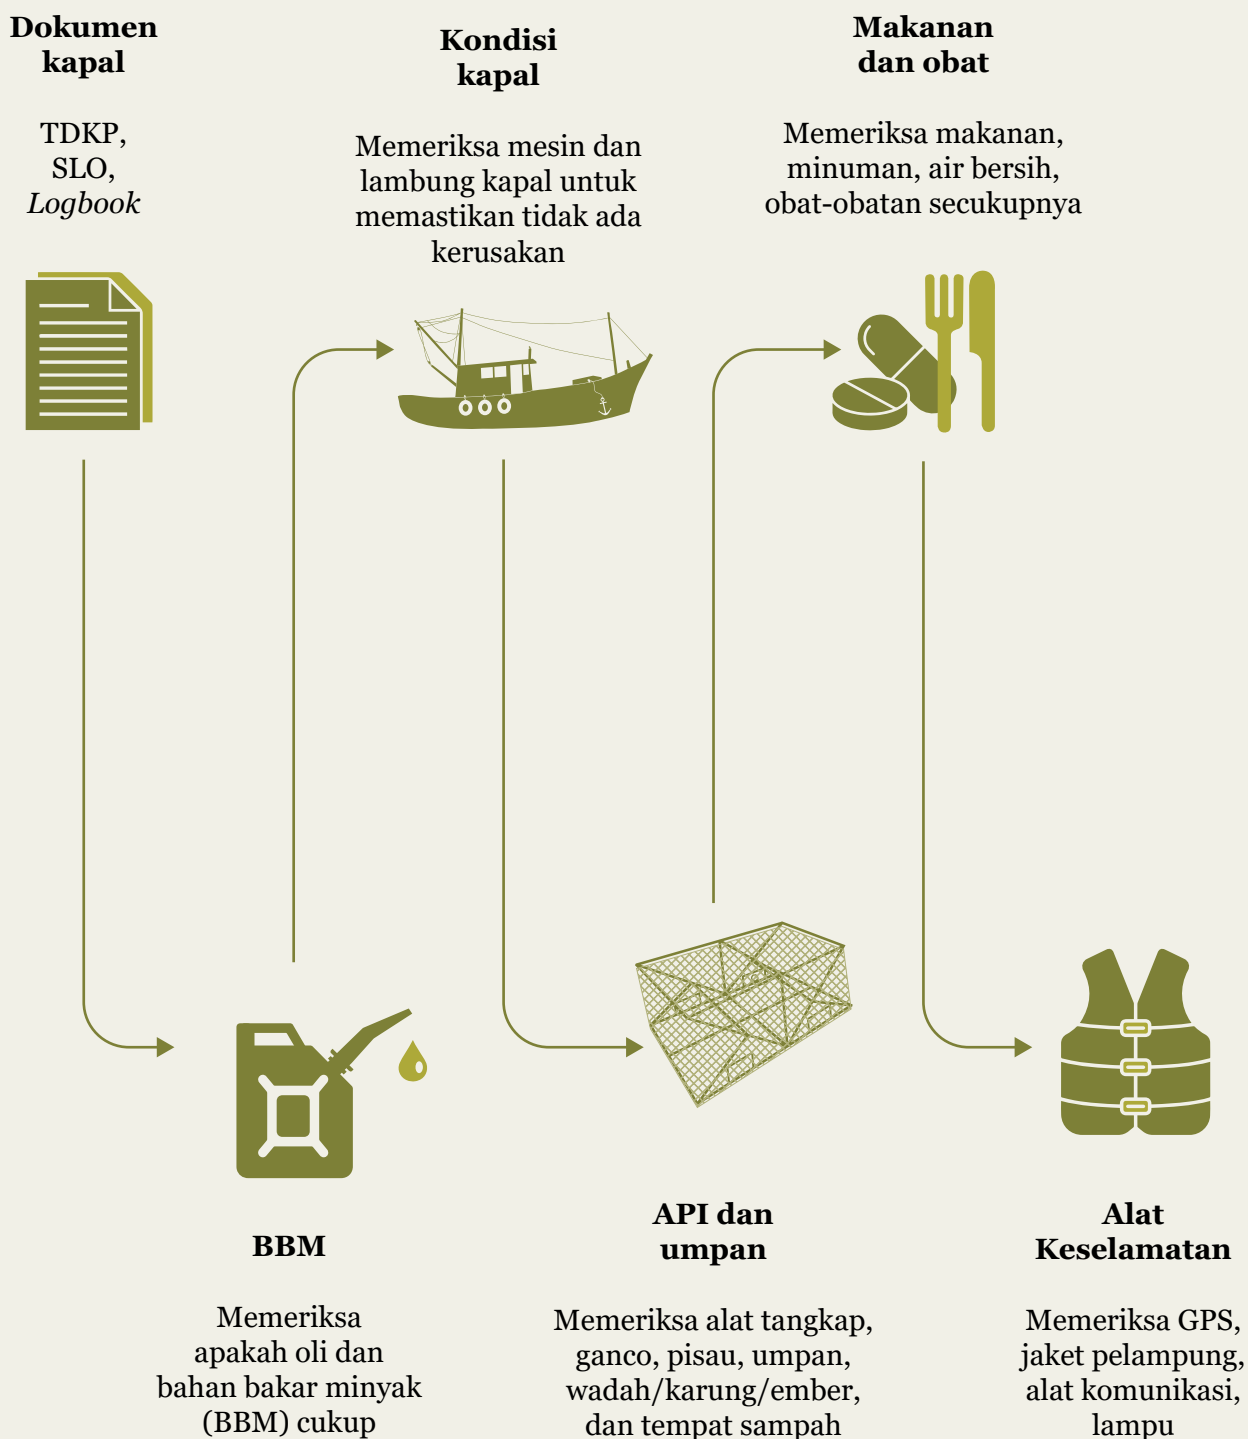 Dokumen
kapal
TDKP,
SLO,
Logbook
BBM
Memeriksa
apakah oli dan
bahan bakar minyak
(BBM) cukup
Kondisi
kapal
Memeriksa mesin dan
lambung kapal untuk
memastikan tidak ada
kerusakan
API dan
umpan
Memeriksa alat tangkap,
ganco, pisau, umpan,
wadah/karung/ember,
dan tempat sampah
Makanan
dan obat
Memeriksa makanan,
minuman, air bersih,
obat-obatan secukupnya
Alat
Keselamatan
Memeriksa GPS,
jaket pelampung,
alat komunikasi,
lampu